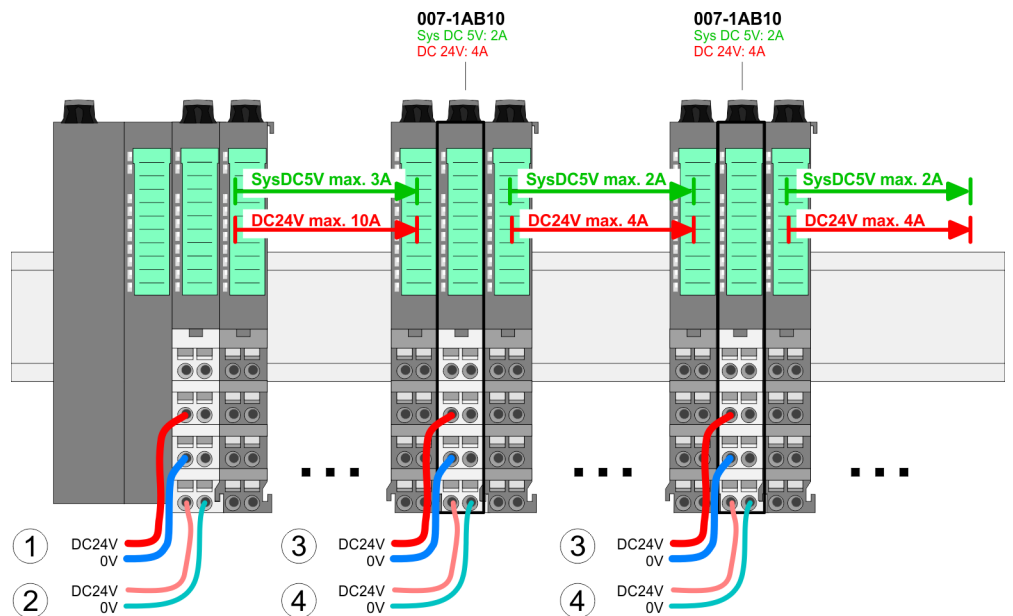 007-1AB10
Sys DC 5V: 2A
DC 24V: 4A
007-1AB10
Sys DC 5V: 2A
DC 24V: 4A
SysDC5V max. 3A
SysDC5V max. 2A
SysDC5V max. 2A
DC24V max. 10A
DC24V max. 4A
DC24V max. 4A
1 DC24V
0V
3 DC24V
0V
3 DC24V
0V
2 DC24V
0V
4 DC24V
0V
4 DC24V
0V